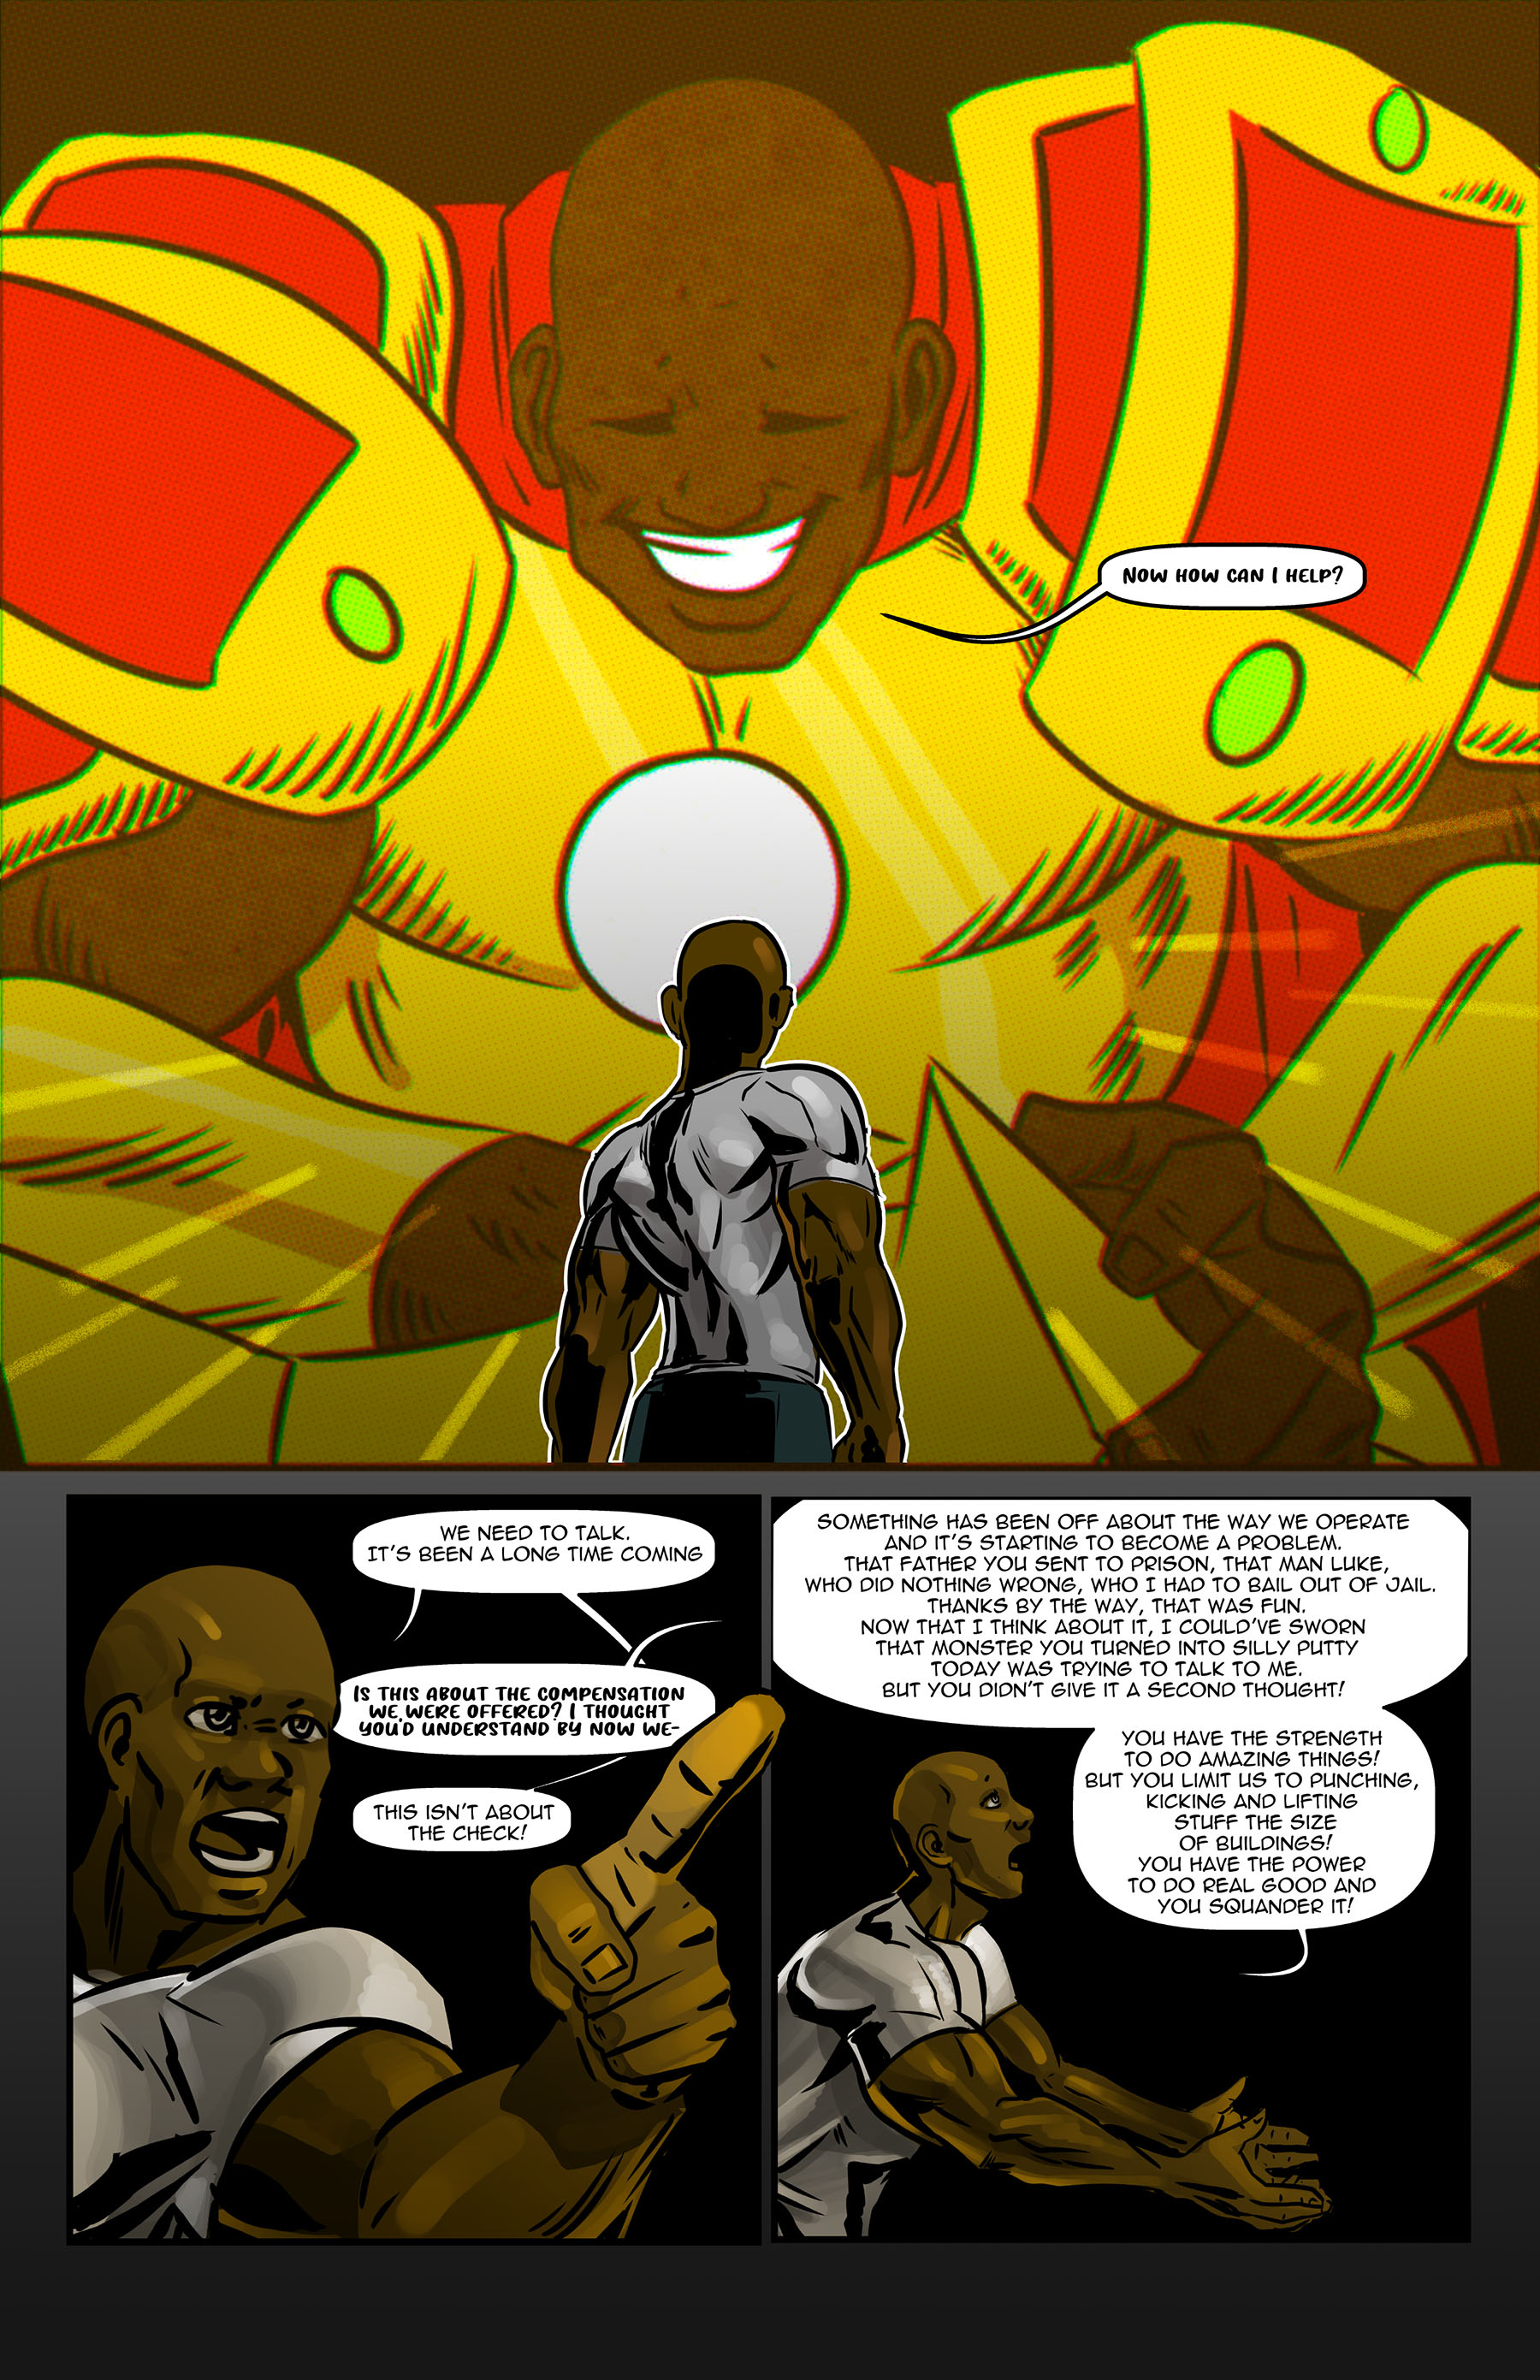 NOW HOW CAN I HELP?
WE NEED TO TALK.
IT'S BEEN A LONG TIME COMING
IS THIS ABOUT THE COMPENSATION
WE WERE OFFERED? I THOUGHT
YOU'D UNDERSTAND BY NOW WE-
THIS ISN'T ABOUT
THE CHECK!
SOMETHING HAS BEEN OFF ABOUT THE WAY WE OPERATE
AND IT'S STARTING TO BECOME A PROBLEM.
THAT FATHER YOU SENT TO PRISON, THAT MAN LUKE,
WHO DID NOTHING WRONG, WHO I HAD TO BAIL OUT OF JAIL.
THANKS BY THE WAY, THAT WAS FUN.
NOW THAT I THINK ABOUT IT, I COULD'VE SWORN
THAT MONSTER YOU TURNED INTO SILLY PUTTY
TODAY WAS TRYING TO TALK TO ME.
BUT YOU DIDN'T GIVE IT A SECOND THOUGHT!
YOU HAVE THE STRENGTH
TO DO AMAZING THINGS!
BUT YOU LIMIT US TO PUNCHING,
KICKING AND LIFTING
STUFF THE SIZE
OF BUILDINGS!
YOU HAVE THE POWER
TO DO REAL GOOD AND
YOU SQUANDER IT!